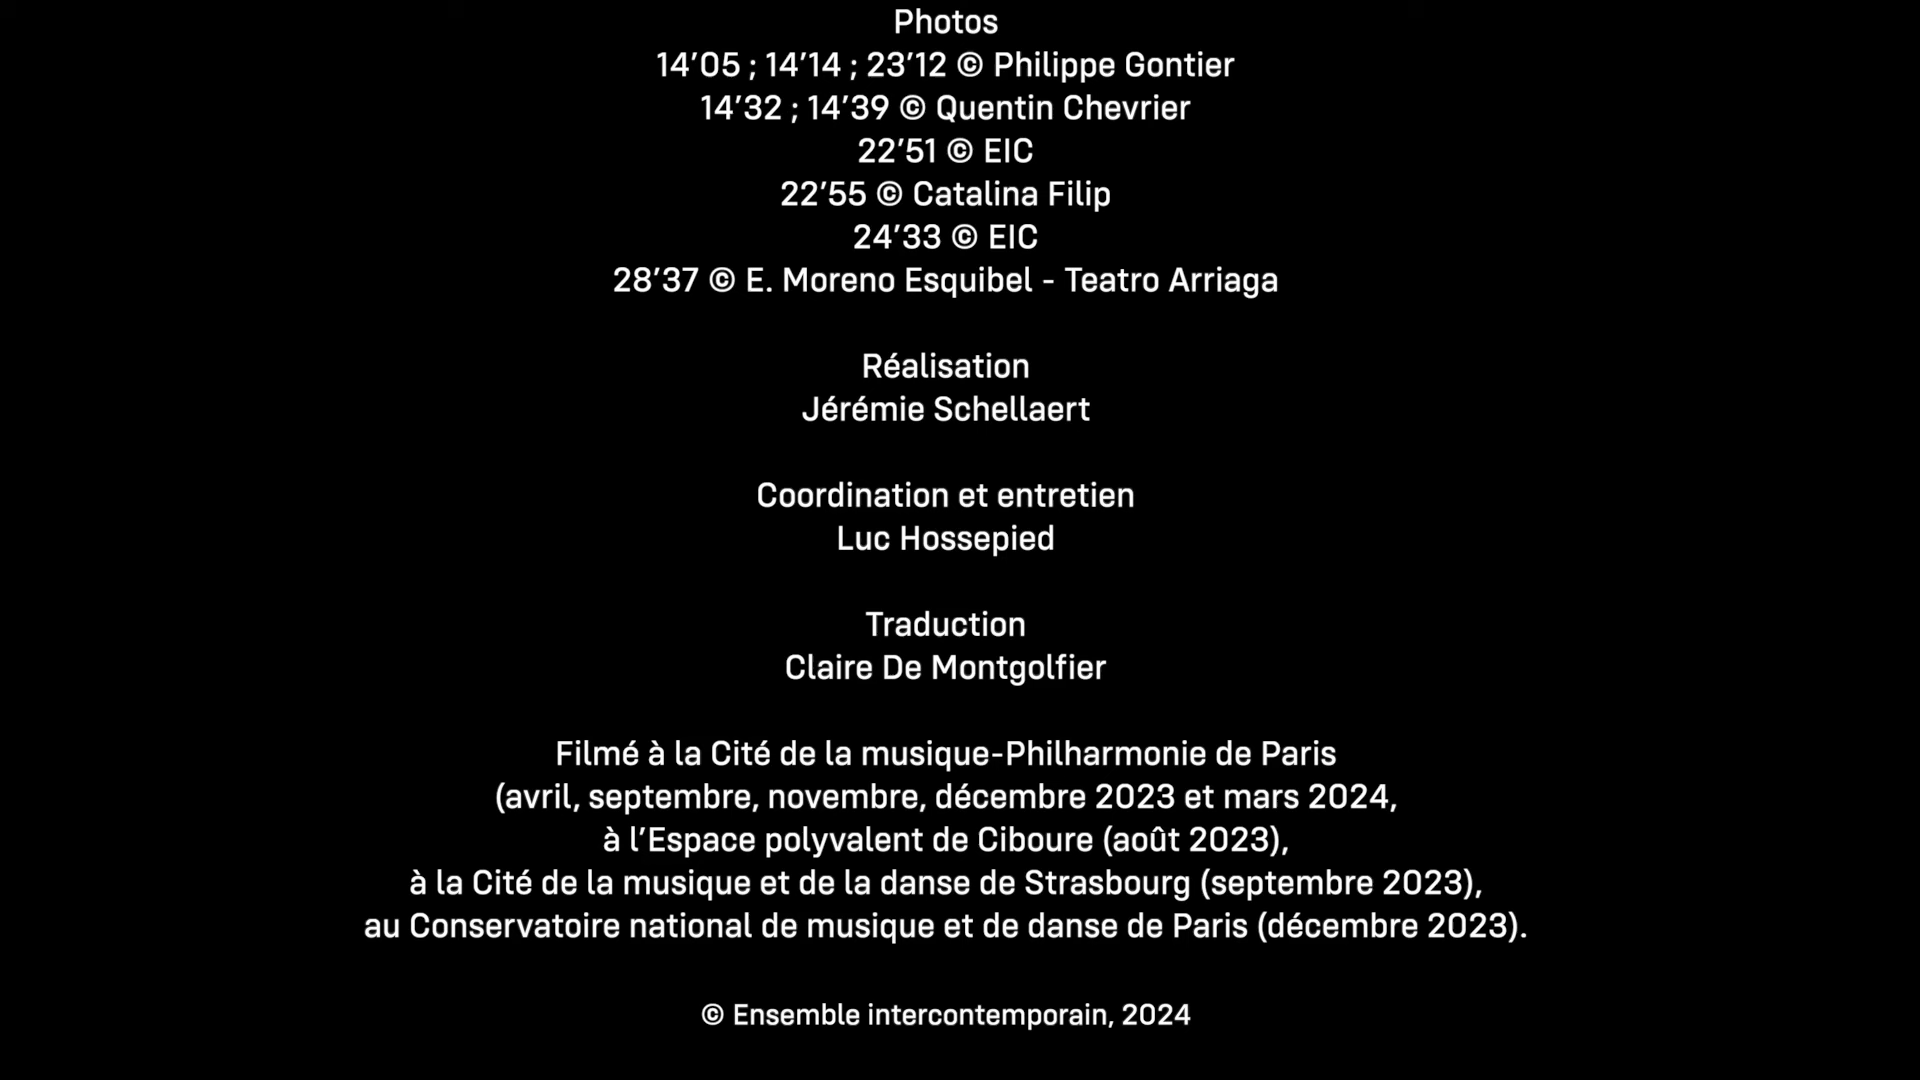 Photos
14’05 ; 14’14 ; 23’12 © Philippe Gontier
14’32 ; 14’39 © Quentin Chevrier
22’51 © EIC
22’55 © Catalina Filip
24’33 © EIC
28’37 © E. Moreno Esquibel - Teatro Arriaga
Réalisation
Jérémie Schellaert
Coordination et entretien
Luc Hossepied
Traduction
Claire De Montgolfier
Filmé à la Cité de la musique-Philharmonie de Paris
(avril, septembre, novembre, décembre 2023 et mars 2024,
à l’Espace polyvalent de Ciboure (août 2023),
à la Cité de la musique et de la danse de Strasbourg (septembre 2023),
au Conservatoire national de musique et de danse de Paris (décembre 2023).
© Ensemble intercontemporain, 2024